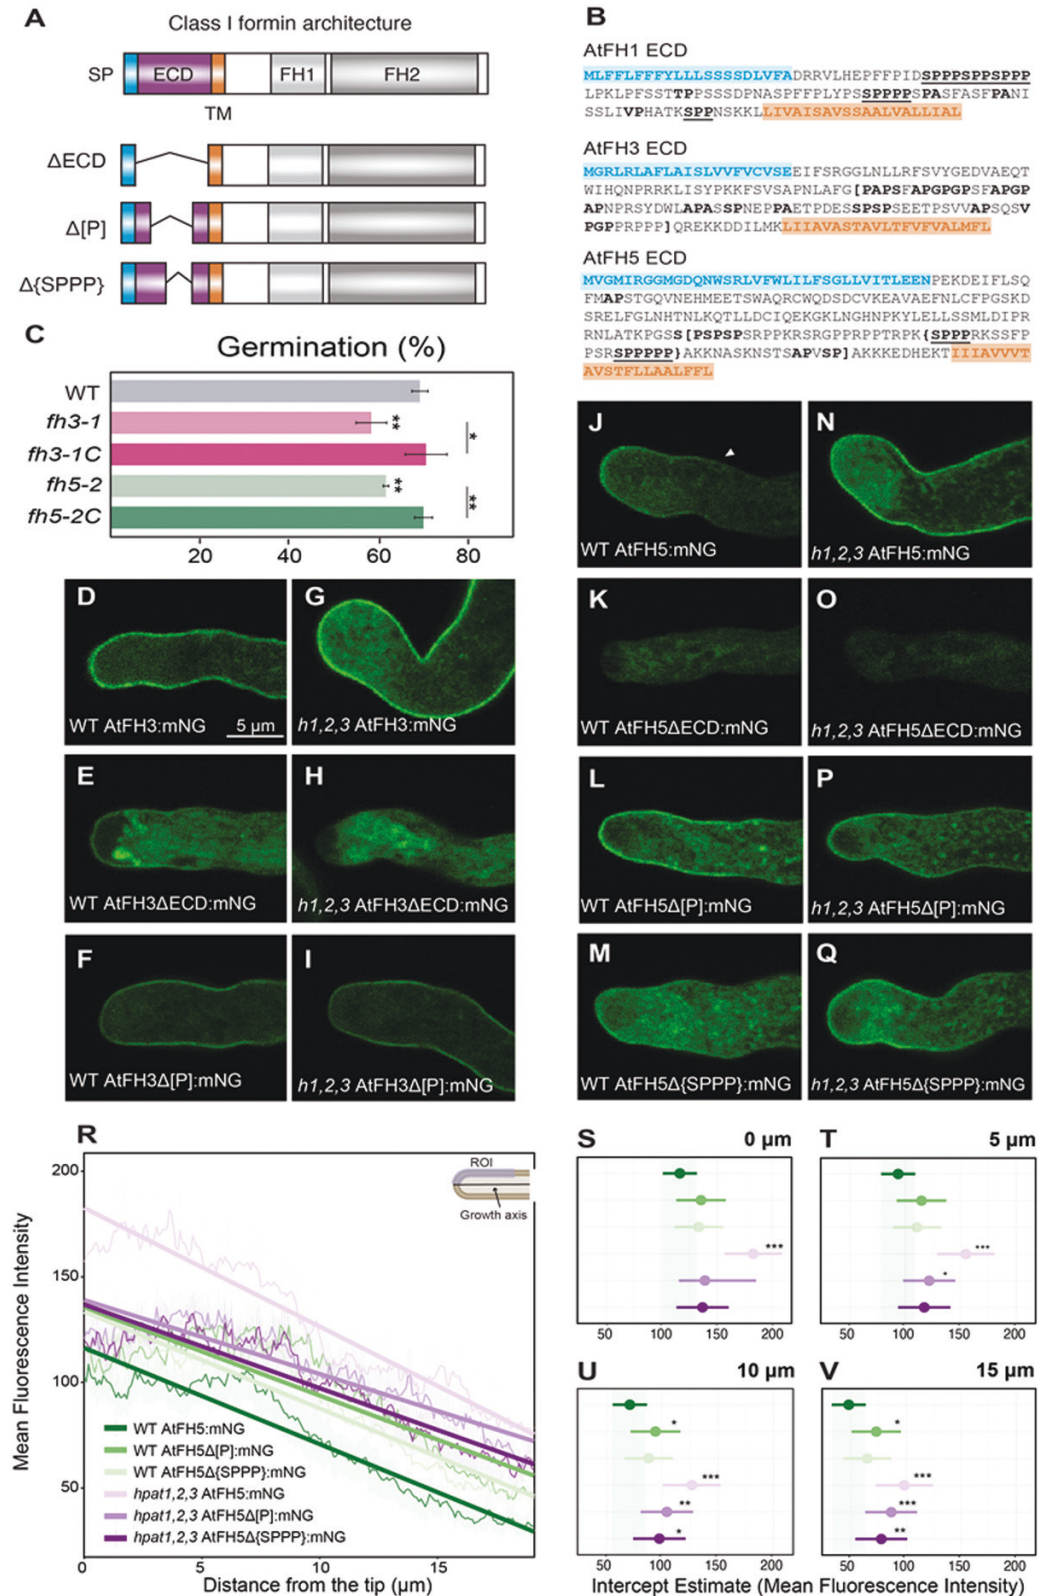 A
Class I formin architecture
SP
ECD
FH1
FH2
TM
ΔECD
Δ[P]
Δ{SPPP}
B
AtFH1 ECD
MLFFLFFFYLLLSSSSDLVFADRRVLHEPFFPIDSPPPSPPSPPP
LPKLPFSSTTPPSSSDPNASPFFPLYPSSPPPPSPASFASFPANI
SSLIVPHATKSPPNSKKLLIVAISAVSSAALVALLIAL
AtFH3 ECD
MGRLRLAFLAISLVVFVCVSEEIFSRGGLNLLRFSVYGEDVAEQT
WIHQNPRRKLISYPKKFSVSAPNLAFG[PAPSFAPGPGPSFAPGP
APNPRSYDWLAPASSPNEPPAETPDESSPSPSEETPSVVAPSQSV
PGPPRPPP]QREKKDDILMKLIIAVASTAVLTFVFVALMFL
AtFH5 ECD
MVGMIRGGMGDQNWSRLVFWLILFSGLLVITLEENPEKDEIFLSQ
FMAPSTGQVNEHMEETSWAQRCWQDSDCVKEAVAEFNLCFPGSKD
SRELFGLNHTNLKQTLLDCIQEKGKLNGHNPKYLELLSSMLDIPR
RNLATKPGSS[PSPSPSRPPKRSRGPPRPPTRPK{SPPPRKSSFP
PSRSPPPPP}AKKNASKNSTSAPVSP]AKKKEDHEKTIIIAVVVT
AVSTFLLAALFFL
C
Germination (%)
WT
fh3-1
**
*
fh3-1C
fh5-2
**
**
fh5-2C
20 40 60 80
D
WT AtFH3:mNG
5 µm
G
h1,2,3 AtFH3:mNG
E
WT AtFH3ΔECD:mNG
H
h1,2,3 AtFH3ΔECD:mNG
F
WT AtFH3Δ[P]:mNG
I
h1,2,3 AtFH3Δ[P]:mNG
J
WT AtFH5:mNG
N
h1,2,3 AtFH5:mNG
K
WT AtFH5ΔECD:mNG
O
h1,2,3 AtFH5ΔECD:mNG
L
WT AtFH5Δ[P]:mNG
P
h1,2,3 AtFH5Δ[P]:mNG
M
WT AtFH5Δ{SPPP}:mNG
Q
h1,2,3 AtFH5Δ{SPPP}:mNG
R
Mean Fluorescence Intensity
200
150
100
50
ROI
Growth axis
WT AtFH5:mNG
WT AtFH5Δ[P]:mNG
WT AtFH5Δ{SPPP}:mNG
hpat1,2,3 AtFH5:mNG
hpat1,2,3 AtFH5Δ[P]:mNG
hpat1,2,3 AtFH5Δ{SPPP}:mNG
0 5 10 15
Distance from the tip (µm)
S
0 µm
***
50 100 150 200
T
5 µm
***
*
50 100 150 200
U
10 µm
*
***
**
*
50 100 150 200
V
15 µm
*
***
***
**
50 100 150 200
Intercept Estimate (Mean Fluorescence Intensity)